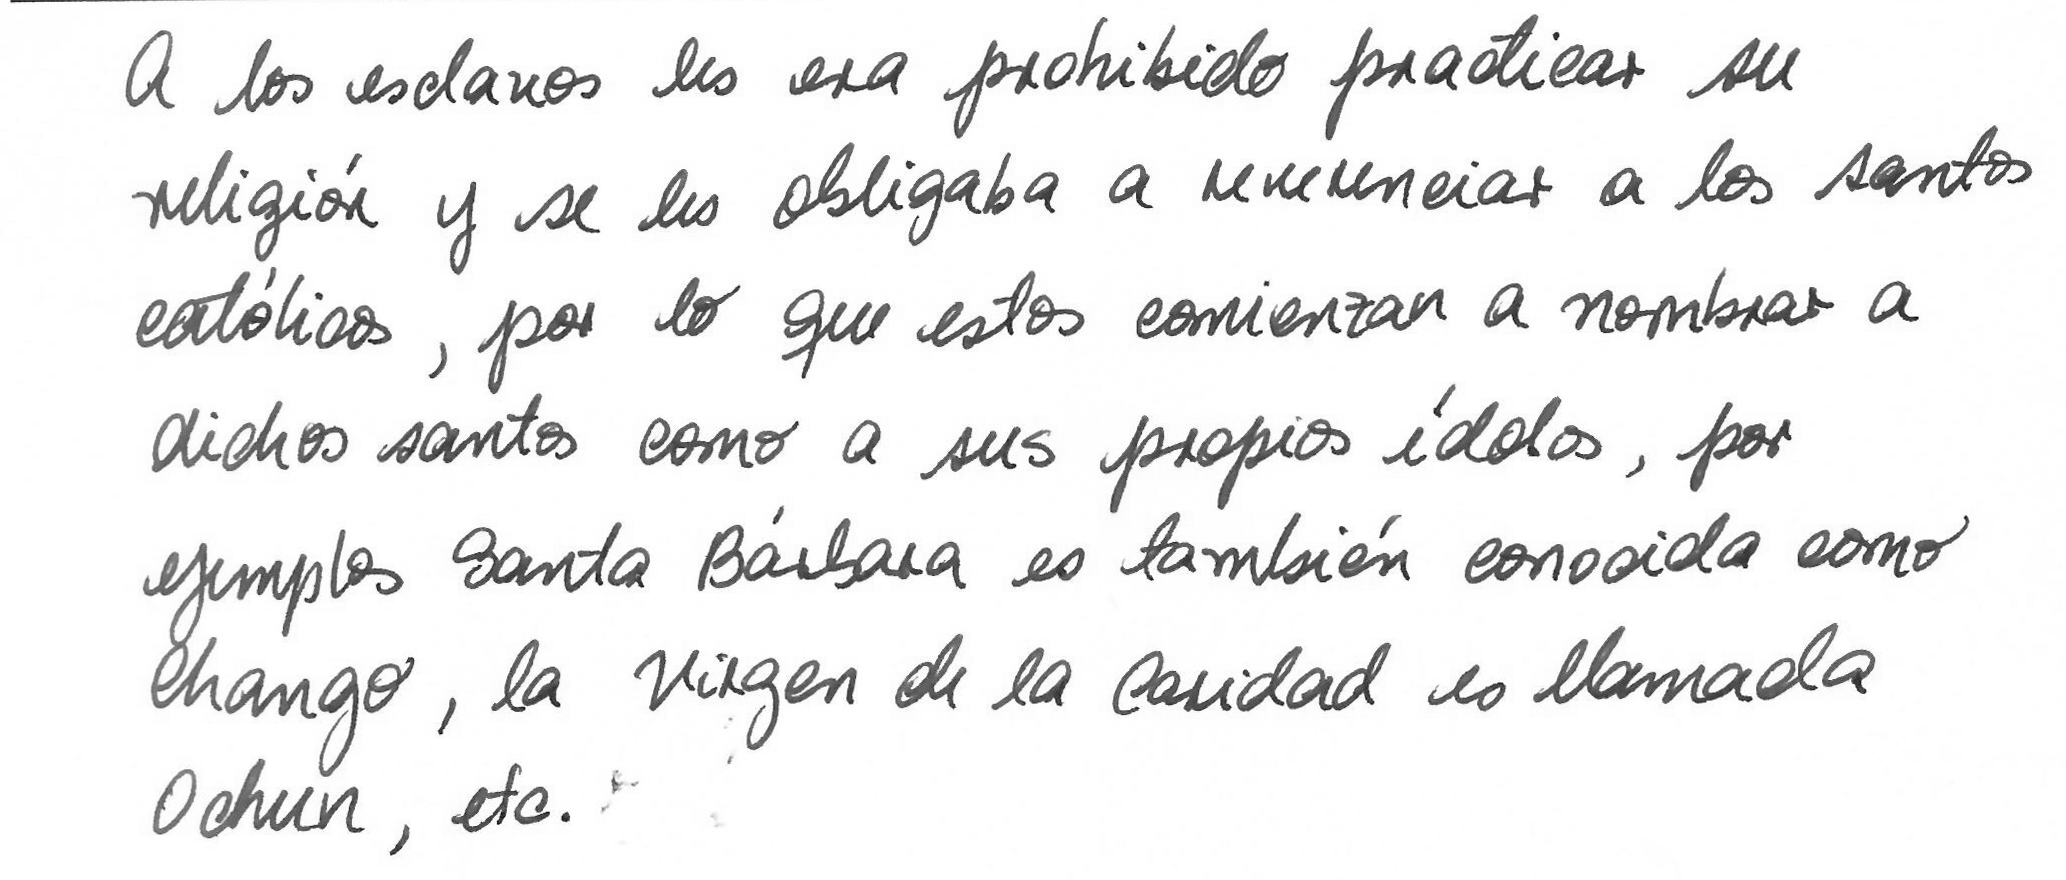 A los esclavos les era prohibido practicar su
religión y se les obligaba a reverenciar a los santos
católicos, por lo que estos comienzan a nombrar a
dichos santos como a sus propios ídolos, por
ejemplos Santa Bárbara es también conocida como
Chango, la Virgen de la Caridad es llamada
Ochun, etc.